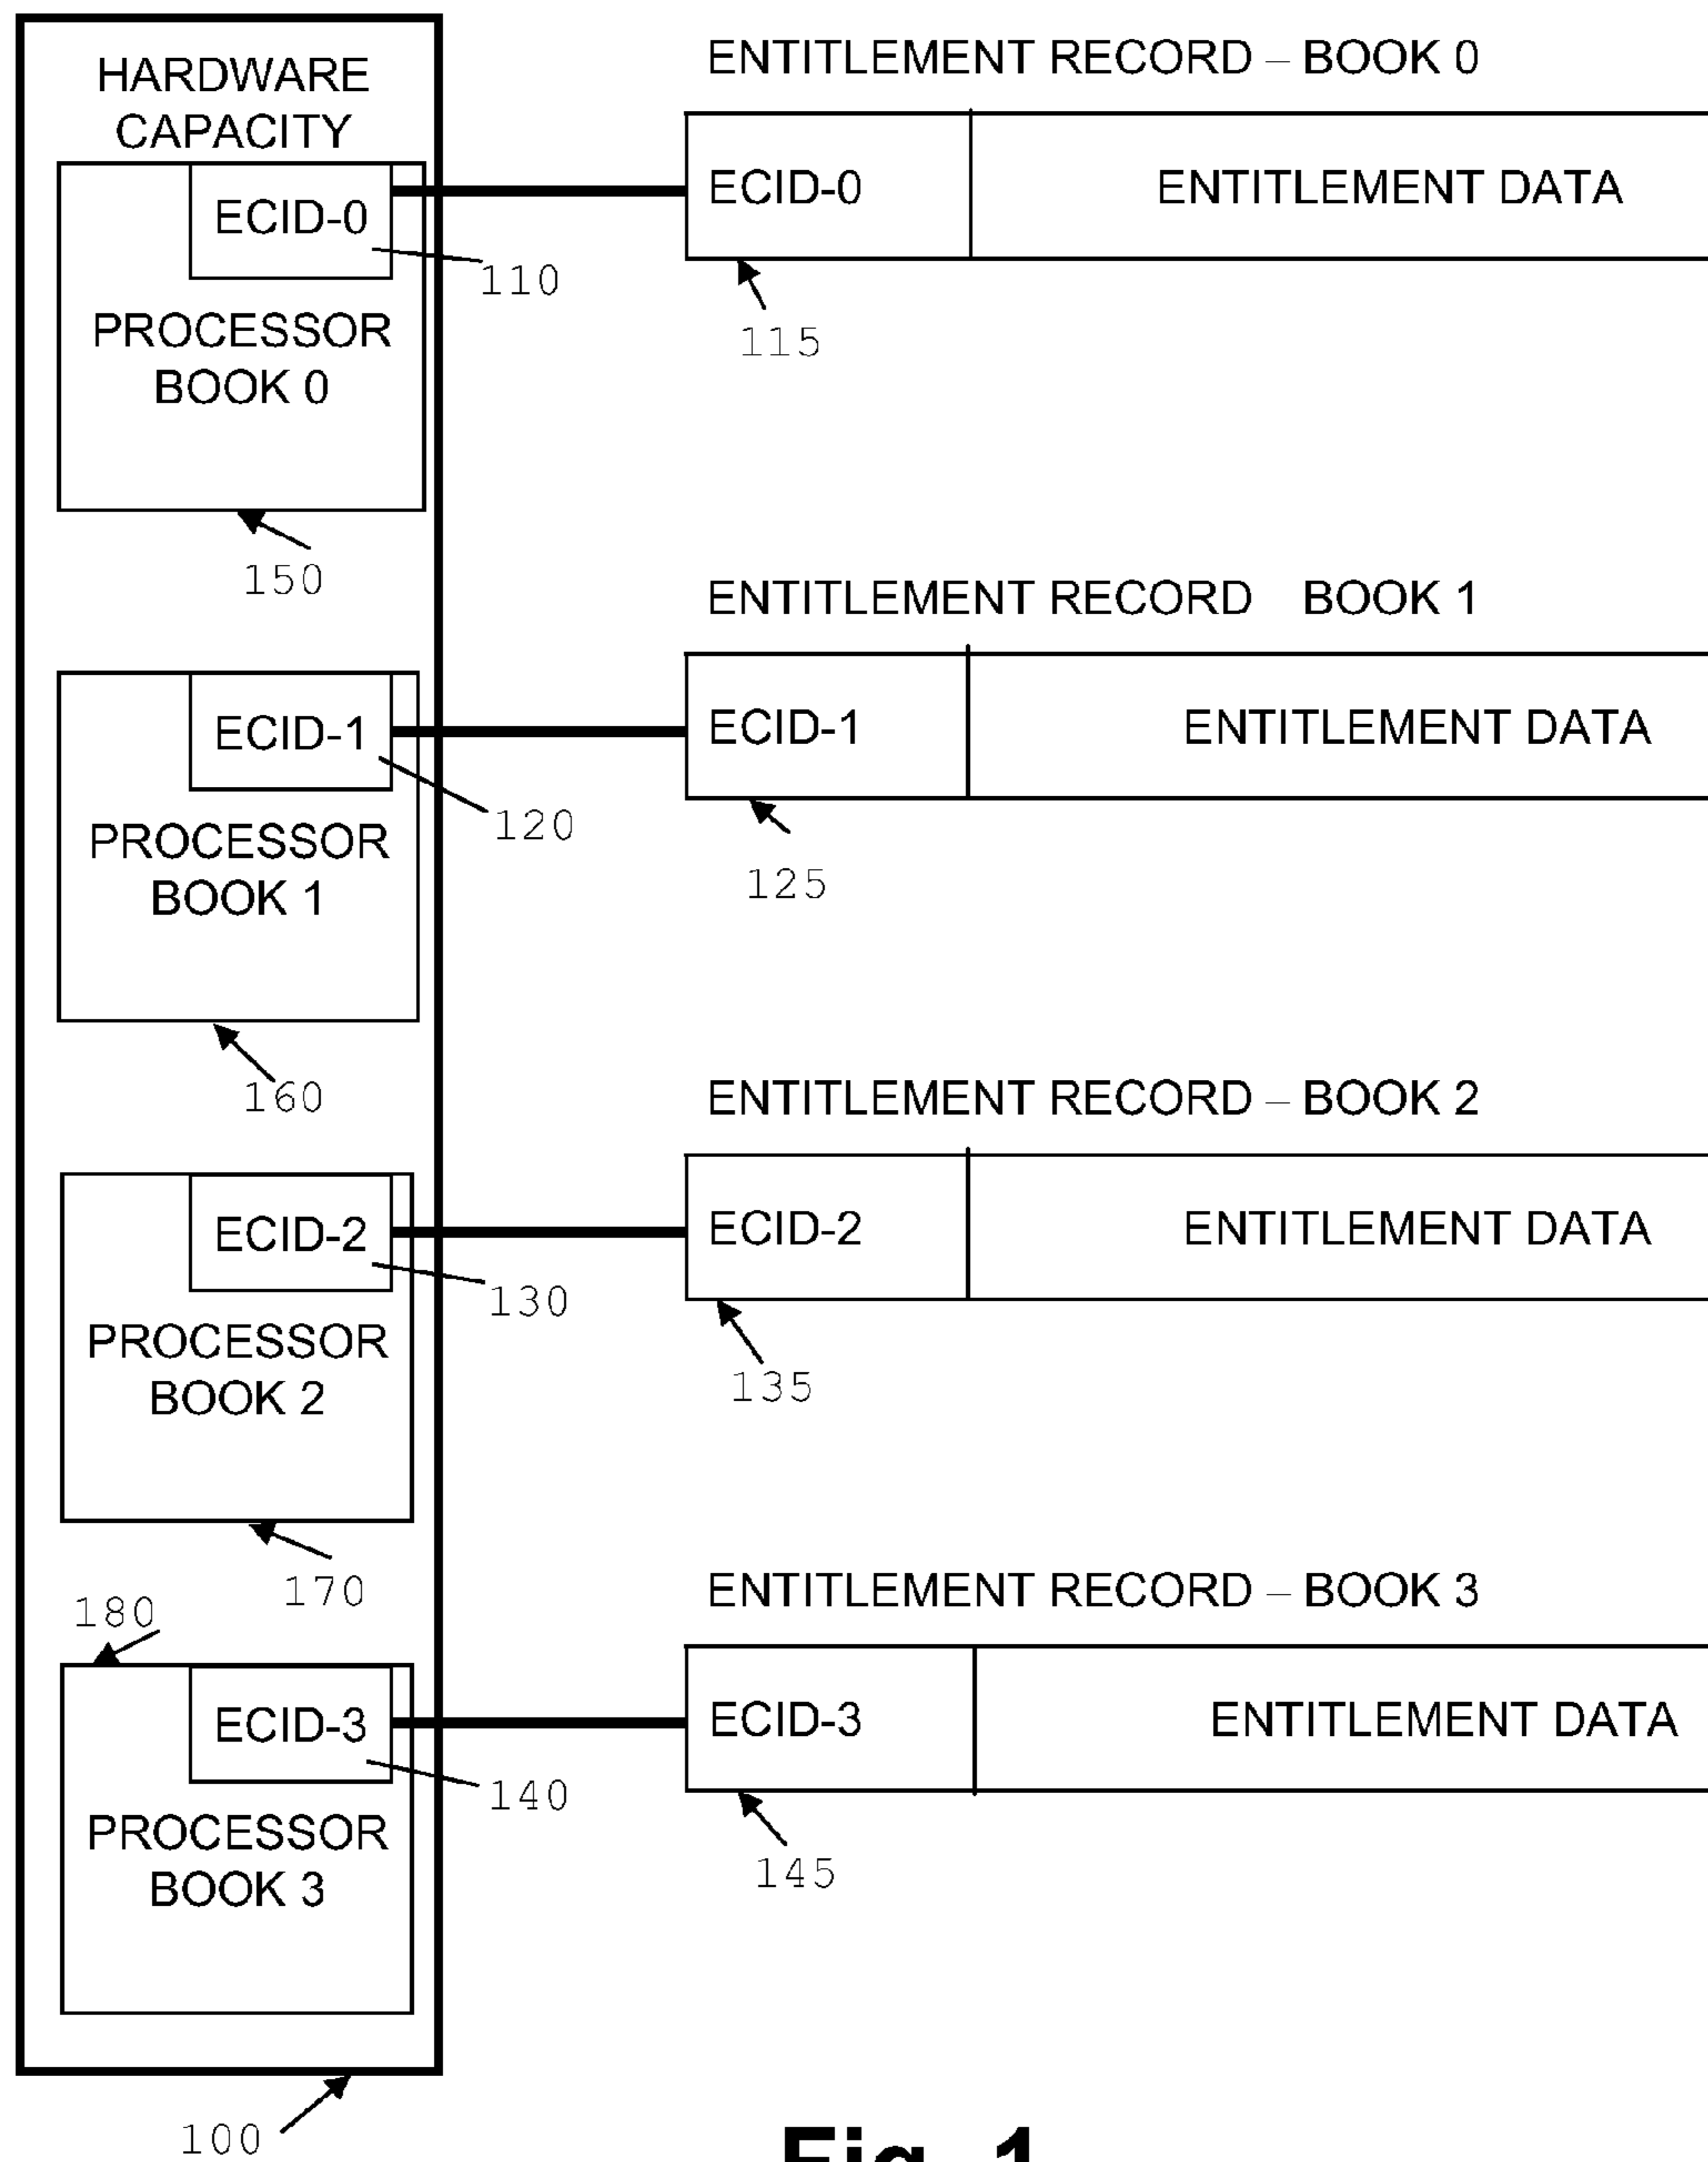 HARDWARE
CAPACITY
ECID-0
110
PROCESSOR
BOOK 0
150
ENTITLEMENT RECORD – BOOK 0
ECID-0
ENTITLEMENT DATA
115
ECID-1
120
PROCESSOR
BOOK 1
160
ENTITLEMENT RECORD BOOK 1
ECID-1
ENTITLEMENT DATA
125
ECID-2
130
PROCESSOR
BOOK 2
170
ENTITLEMENT RECORD – BOOK 2
ECID-2
ENTITLEMENT DATA
135
180
ECID-3
140
PROCESSOR
BOOK 3
ENTITLEMENT RECORD – BOOK 3
ECID-3
ENTITLEMENT DATA
145
100
Fig. 1